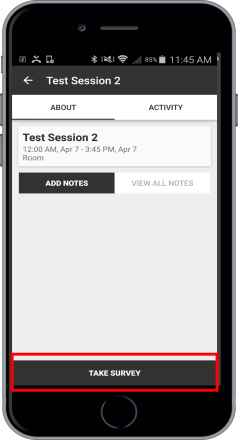 85% 11:45 AM
Test Session 2
ABOUT ACTIVITY
Test Session 2
12:00 AM, Apr 7 - 3:45 PM, Apr 7
Room
ADD NOTES VIEW ALL NOTES
TAKE SURVEY